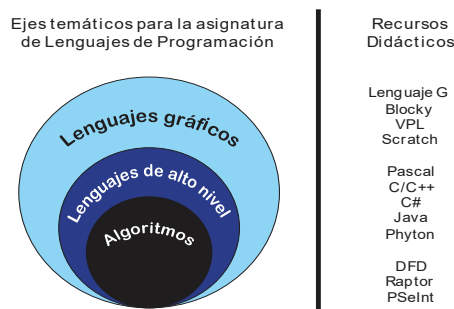 Ejes temáticos para la asignatura
de Lenguajes de Programación
Lenguajes gráficos
Lenguajes de alto nivel
Algoritmos
Recursos
Didácticos
Lenguaje G
Blocky
VPL
Scratch
Pascal
C/C++
C#
Java
Phyton
DFD
Raptor
PSeInt